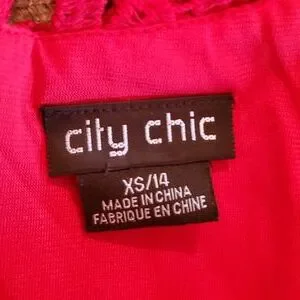 city chic
XS/14
MADE IN CHINA
FABRIQUE EN CHINE